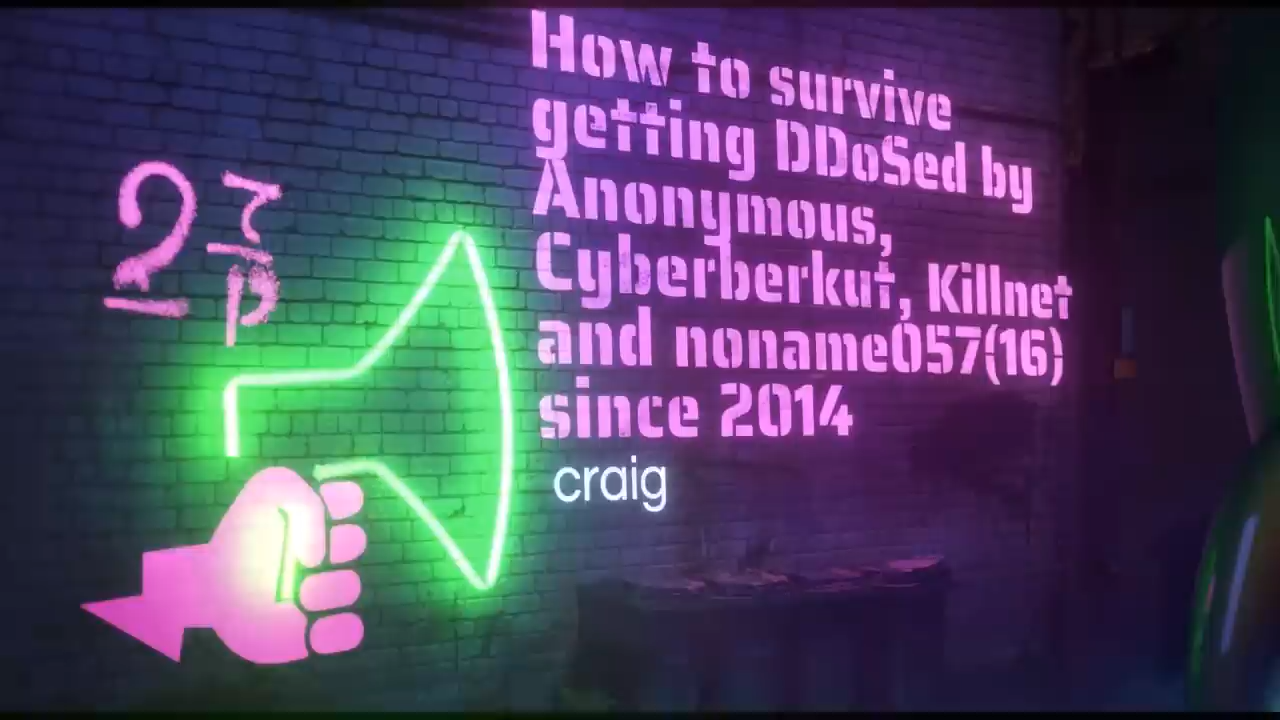 How to survive
getting DDoSed by
Anonymous,
Cyberberkut, Killnet
and noname057(16)
since 2014
craig